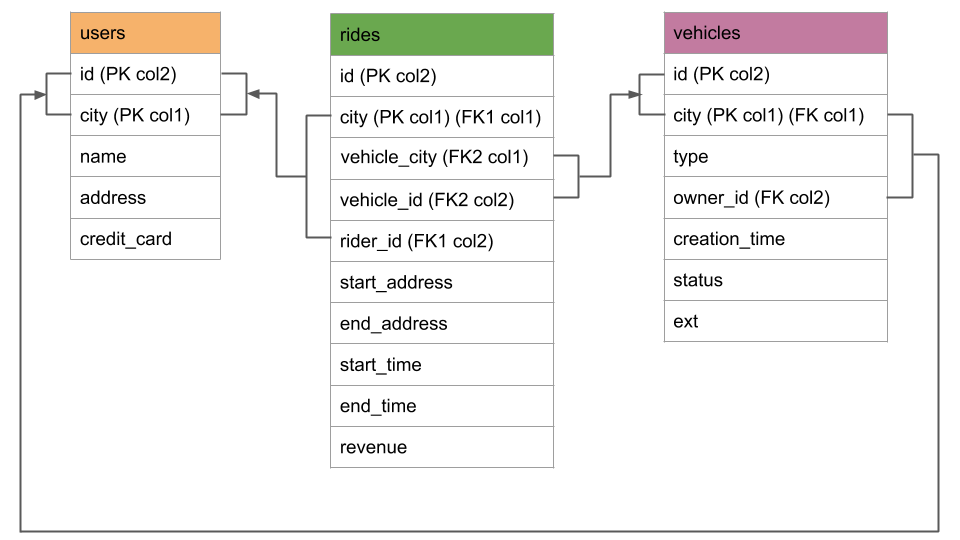 users
id (PK col2)
city (PK col1)
name
address
credit_card
rides
id (PK col2)
city (PK col1) (FK1 col1)
vehicle_city (FK2 col1)
vehicle_id (FK2 col2)
rider_id (FK1 col2)
start_address
end_address
start_time
end_time
revenue
vehicles
id (PK col2)
city (PK col1) (FK col1)
type
owner_id (FK col2)
creation_time
status
ext